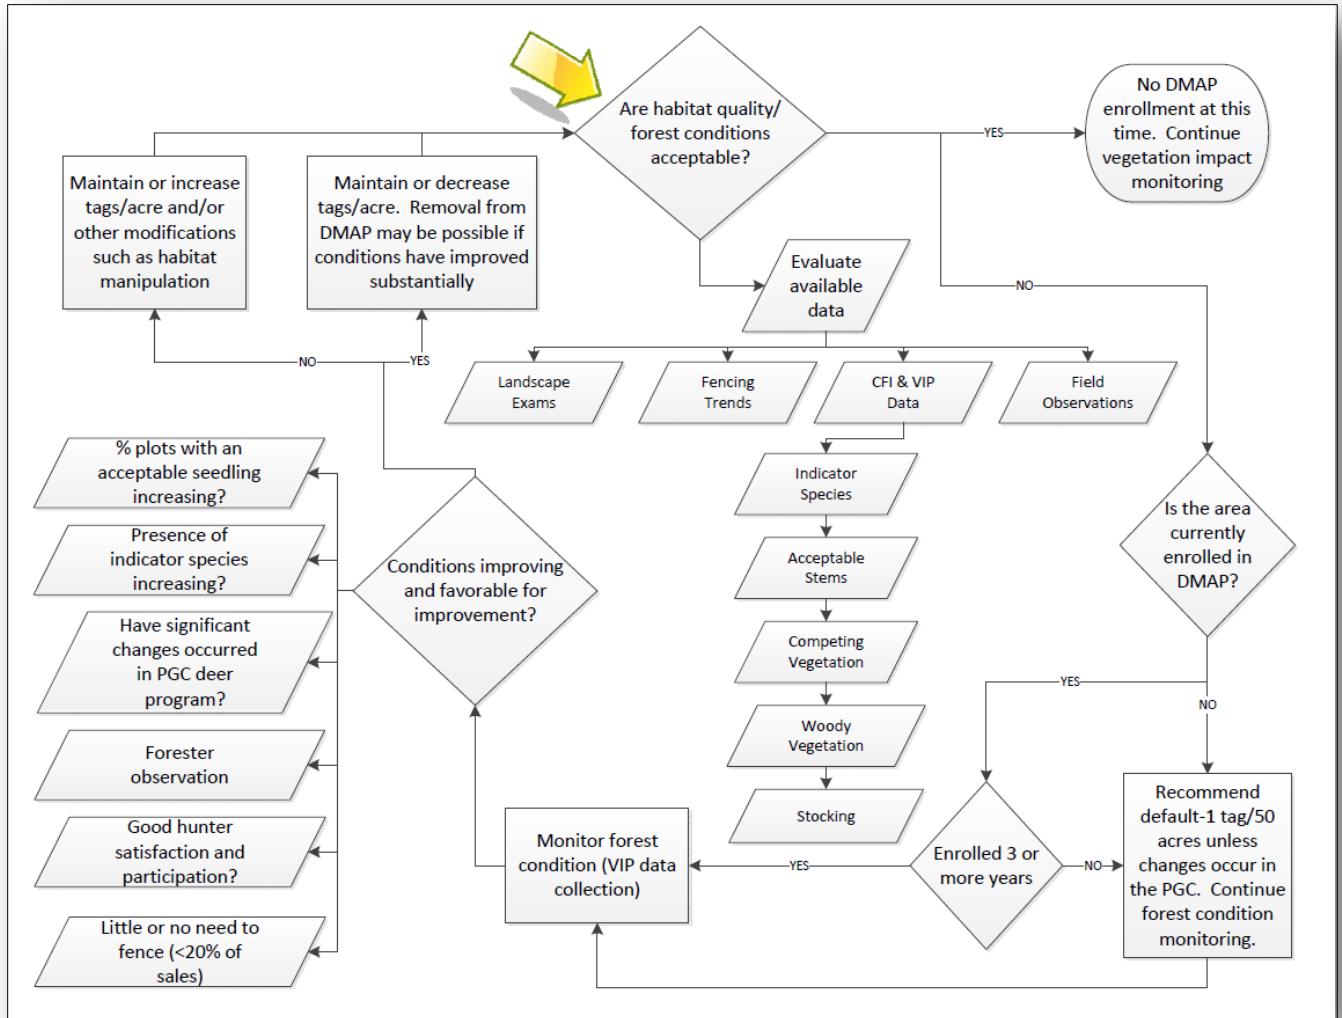 Are habitat quality/
forest conditions
acceptable?
YES
No DMAP
enrollment at this
time.  Continue
vegetation impact
monitoring
Maintain or increase
tags/acre and/or
other modifications
such as habitat
manipulation
Maintain or decrease
tags/acre.  Removal from
DMAP may be possible if
conditions have improved
substantially
Evaluate
available
data
NO
NO
YES
Landscape
Exams
Fencing
Trends
CFI & VIP
Data
Field
Observations
% plots with an
acceptable seedling
increasing?
Presence of
indicator species
increasing?
Have significant
changes occurred
in PGC deer
program?
Forester
observation
Good hunter
satisfaction and
participation?
Little or no need to
fence (<20% of
sales)
Conditions improving
and favorable for
improvement?
Indicator
Species
Acceptable
Stems
Competing
Vegetation
Woody
Vegetation
Stocking
Is the area
currently
enrolled in
DMAP?
YES
NO
Monitor forest
condition (VIP data
collection)
YES
Enrolled 3 or
more years
NO
Recommend
default-1 tag/50
acres unless
changes occur in
the PGC.  Continue
forest condition
monitoring.